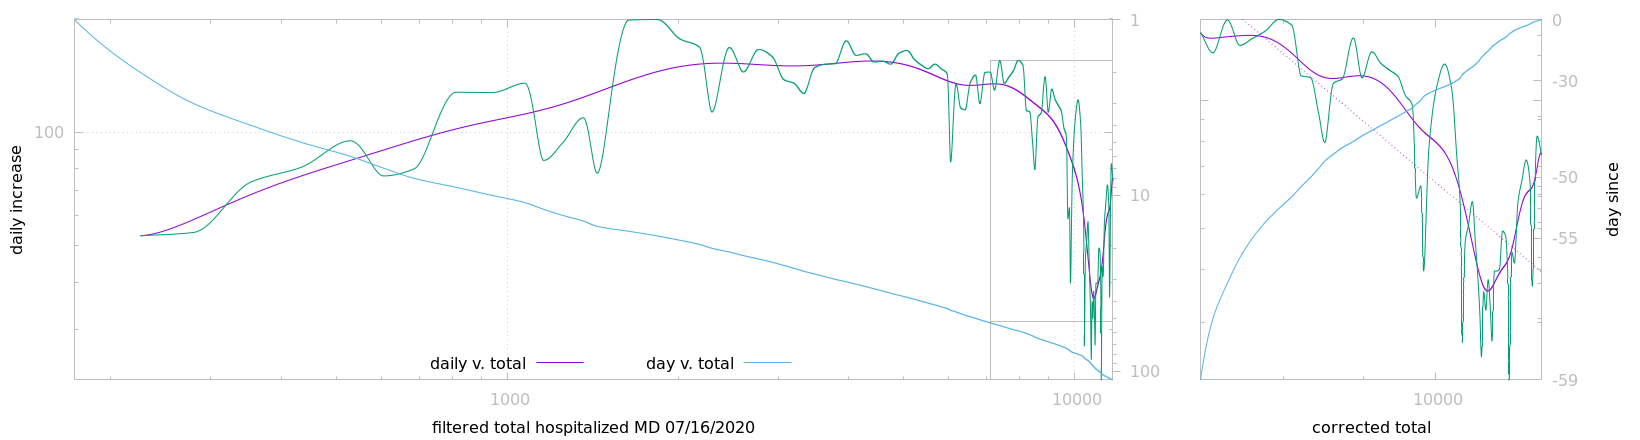 1
0
-30
100
daily increase
10
-50
day since
-55
daily v. total
day v. total
100
-59
1000
10000
10000
filtered total hospitalized MD 07/16/2020
corrected total